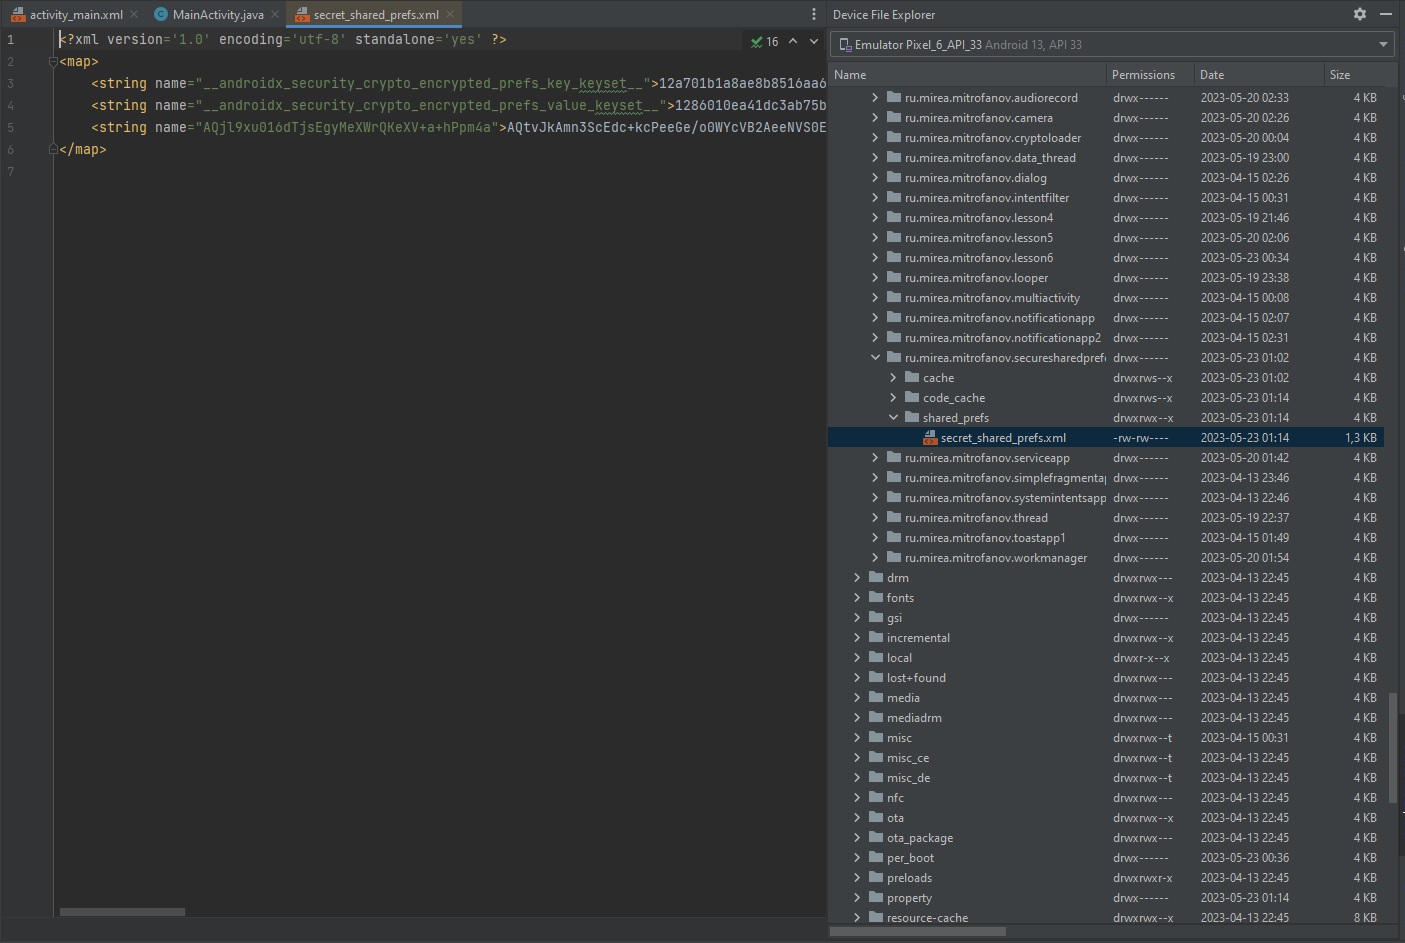 activity_main.xml MainActivity.java secret_shared_prefs.xml
1 <?xml version='1.0' encoding='utf-8' standalone='yes' ?> 16
2 <map>
3 <string name="__androidx_security_crypto_encrypted_prefs_key_keyset__">12a701b1a8ae8b8516aa6
4 <string name="__androidx_security_crypto_encrypted_prefs_value_keyset__">1286010ea41dc3ab75b
5 <string name="AQjl9xu016dTjsEgyMeXWrQKeXV+a+hPpm4a">AQtvJkAmn3ScEdc+kcPeeGe/o0WYcVB2AeeNVS0E
6 </map>
7
Device File Explorer
Emulator Pixel_6_API_33 Android 13, API 33
Name Permissions Date Size
ru.mirea.mitrofanov.audiorecord drwx------ 2023-05-20 02:33 4 KB
ru.mirea.mitrofanov.camera drwx------ 2023-05-20 02:26 4 KB
ru.mirea.mitrofanov.cryptoloader drwx------ 2023-05-20 00:04 4 KB
ru.mirea.mitrofanov.data_thread drwx------ 2023-05-19 23:00 4 KB
ru.mirea.mitrofanov.dialog drwx------ 2023-04-15 02:26 4 KB
ru.mirea.mitrofanov.intentfilter drwx------ 2023-04-15 00:31 4 KB
ru.mirea.mitrofanov.lesson4 drwx------ 2023-05-19 21:46 4 KB
ru.mirea.mitrofanov.lesson5 drwx------ 2023-05-20 02:06 4 KB
ru.mirea.mitrofanov.lesson6 drwx------ 2023-05-23 00:34 4 KB
ru.mirea.mitrofanov.looper drwx------ 2023-05-19 23:38 4 KB
ru.mirea.mitrofanov.multiactivity drwx------ 2023-04-15 00:08 4 KB
ru.mirea.mitrofanov.notificationapp drwx------ 2023-04-15 02:07 4 KB
ru.mirea.mitrofanov.notificationapp2 drwx------ 2023-04-15 02:31 4 KB
ru.mirea.mitrofanov.securesharedprefe drwx------ 2023-05-23 01:02 4 KB
cache drwxrws--x 2023-05-23 01:02 4 KB
code_cache drwxrws--x 2023-05-23 01:14 4 KB
shared_prefs drwxrwx--x 2023-05-23 01:14 4 KB
secret_shared_prefs.xml -rw-rw---- 2023-05-23 01:14 1,3 KB
ru.mirea.mitrofanov.serviceapp drwx------ 2023-05-20 01:42 4 KB
ru.mirea.mitrofanov.simplefragmentap drwx------ 2023-04-13 23:46 4 KB
ru.mirea.mitrofanov.systemintentsapp drwx------ 2023-04-13 22:46 4 KB
ru.mirea.mitrofanov.thread drwx------ 2023-05-19 22:37 4 KB
ru.mirea.mitrofanov.toastapp1 drwx------ 2023-04-15 01:49 4 KB
ru.mirea.mitrofanov.workmanager drwx------ 2023-05-20 01:54 4 KB
drm drwxrwx--- 2023-04-13 22:45 4 KB
fonts drwxrwx--x 2023-04-13 22:45 4 KB
gsi drwx------ 2023-04-13 22:45 4 KB
incremental drwxrwx--x 2023-04-13 22:45 4 KB
local drwxr-x--x 2023-04-13 22:45 4 KB
lost+found drwxrwx--- 2023-04-13 22:45 4 KB
media drwxrwx--- 2023-04-13 22:45 4 KB
mediadrm drwxrwx--- 2023-04-13 22:45 4 KB
misc drwxrwx--t 2023-04-15 00:31 4 KB
misc_ce drwxrwx--t 2023-04-13 22:45 4 KB
misc_de drwxrwx--t 2023-04-13 22:45 4 KB
nfc drwxrwx--- 2023-04-13 22:45 4 KB
ota drwxrwx--x 2023-04-13 22:45 4 KB
ota_package drwxrwx--- 2023-04-13 22:45 4 KB
per_boot drwx------ 2023-05-23 00:36 4 KB
preloads drwxrwxr-x 2023-04-13 22:45 4 KB
property drwx------ 2023-05-23 01:14 4 KB
resource-cache drwxrwx--x 2023-04-13 22:45 8 KB